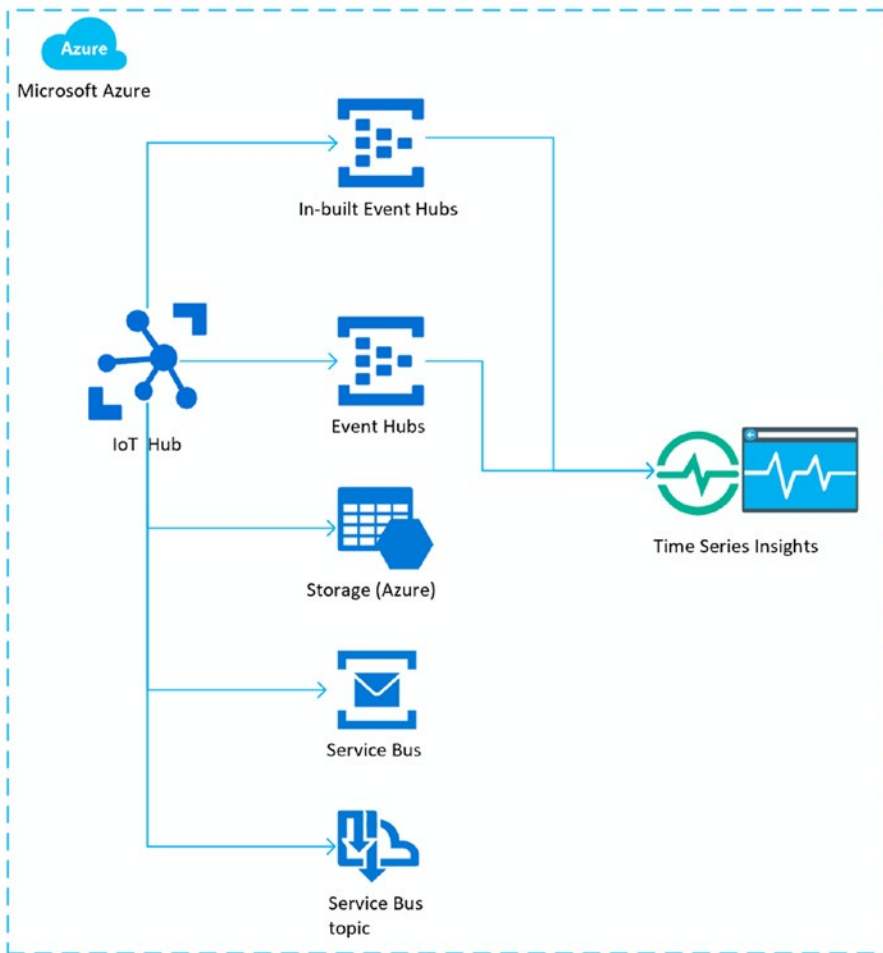 Azure
Microsoft Azure
In-built Event Hubs
IoT Hub
Event Hubs
Storage (Azure)
Time Series Insights
Service Bus
Service Bus
topic